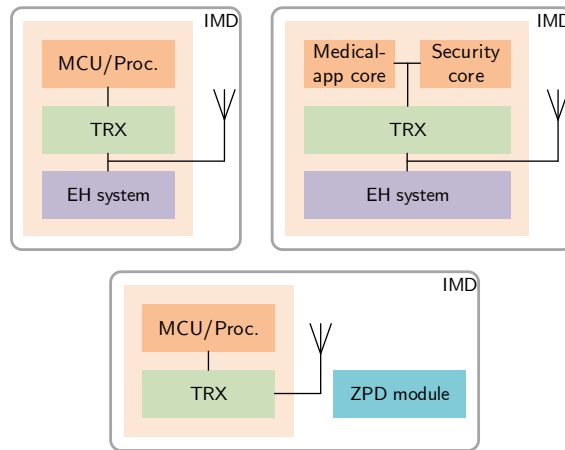 IMD
MCU/Proc.
TRX
EH system
IMD
Medical-
app core
Security
core
TRX
EH system
IMD
MCU/Proc.
TRX
ZPD module